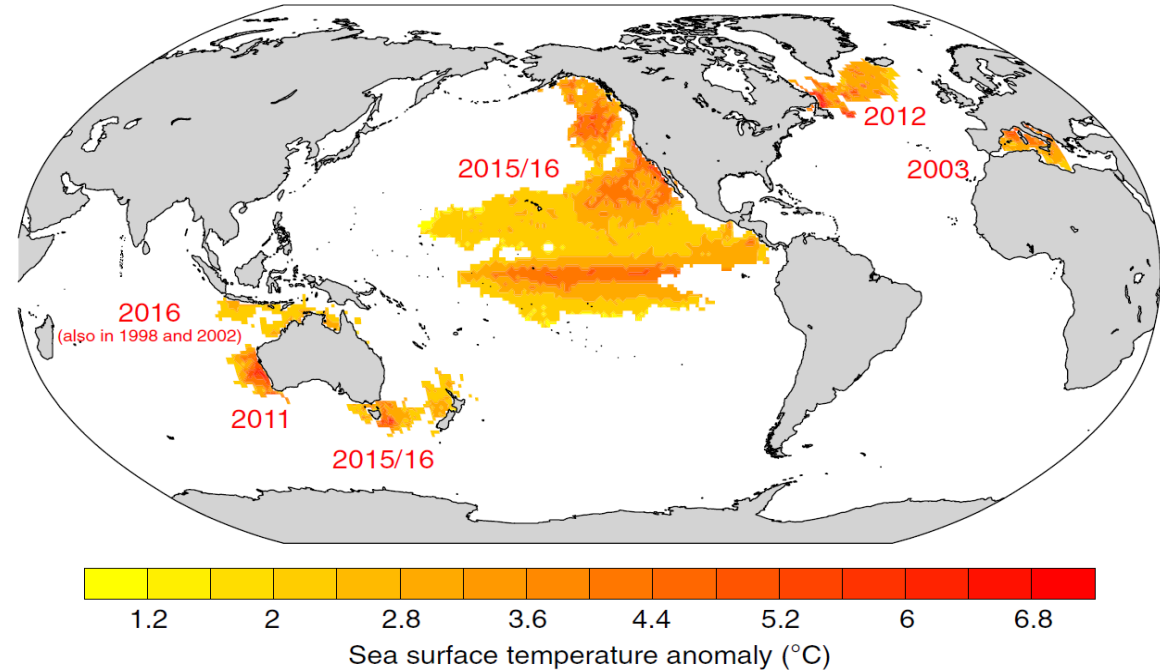 2012
2003
2015/16
2016
(also in 1998 and 2002)
2011
2015/16
1.2 2 2.8 3.6 4.4 5.2 6 6.8
Sea surface temperature anomaly (°C)